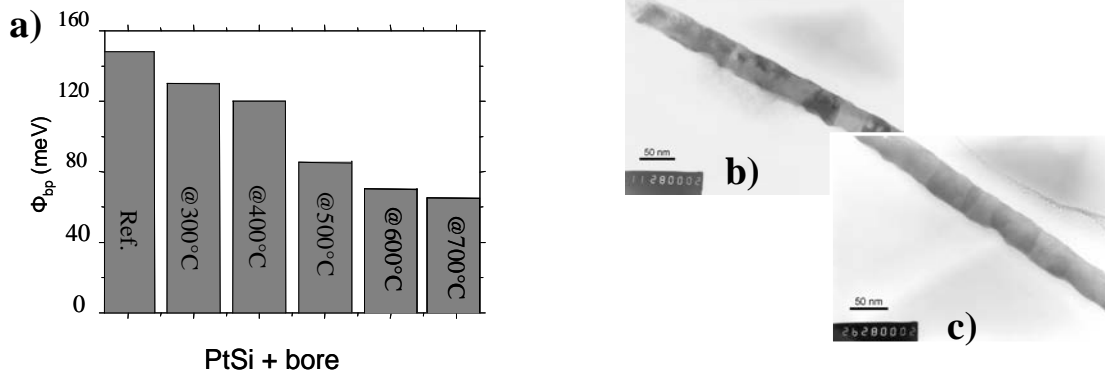 a)
160
120
80
40
0
Φbp (meV)
Ref.
@300°C
@400°C
@500°C
@600°C
@700°C
PtSi + bore
50 nm
11280002
b)
50 nm
26280002
c)